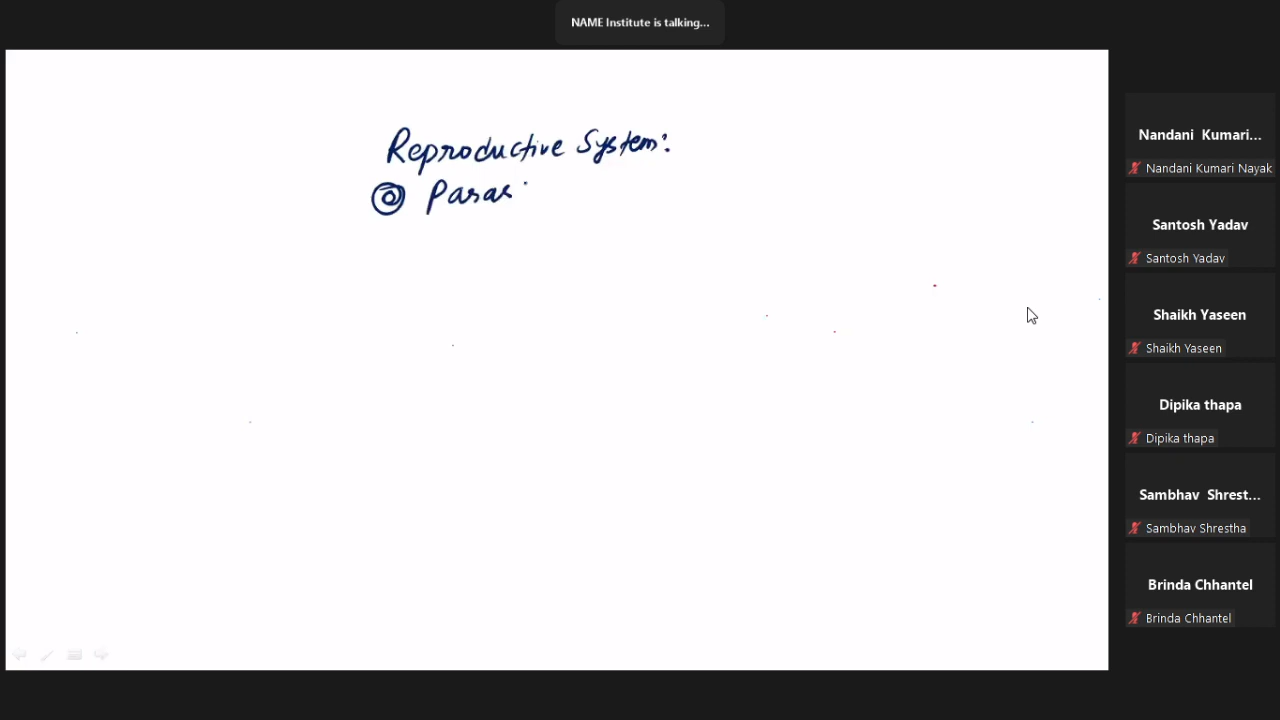 NAME Institute is talking...
Reproductive System:
Paras
Nandani Kumari...
Nandani Kumari Nayak
Santosh Yadav
Santosh Yadav
Shaikh Yaseen
Shaikh Yaseen
Dipika thapa
Dipika thapa
Sambhav Shrest...
Sambhav Shrestha
Brinda Chhantel
Brinda Chhantel